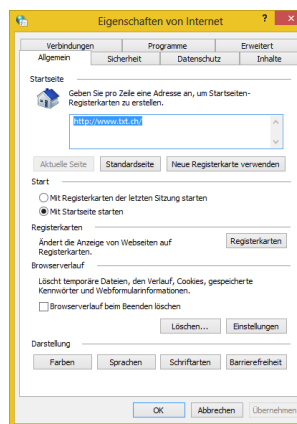 Eigenschaften von Internet
?
Verbindungen Programme Erweitert
Allgemein Sicherheit Datenschutz Inhalte
Startseite
Geben Sie pro Zeile eine Adresse an, um Startseiten-
Registerkarten zu erstellen.
http://www.txt.ch/
Aktuelle Seite Standardseite Neue Registerkarte verwenden
Start
Mit Registerkarten der letzten Sitzung starten
Mit Startseite starten
Registerkarten
Ändert die Anzeige von Webseiten auf
Registerkarten.
Registerkarten
Browserverlauf
Löscht temporäre Dateien, den Verlauf, Cookies, gespeicherte
Kennwörter und Webformularinformationen.
Browserverlauf beim Beenden löschen
Löschen... Einstellungen
Darstellung
Farben Sprachen Schriftarten Barrierefreiheit
OK Abbrechen Übernehmen